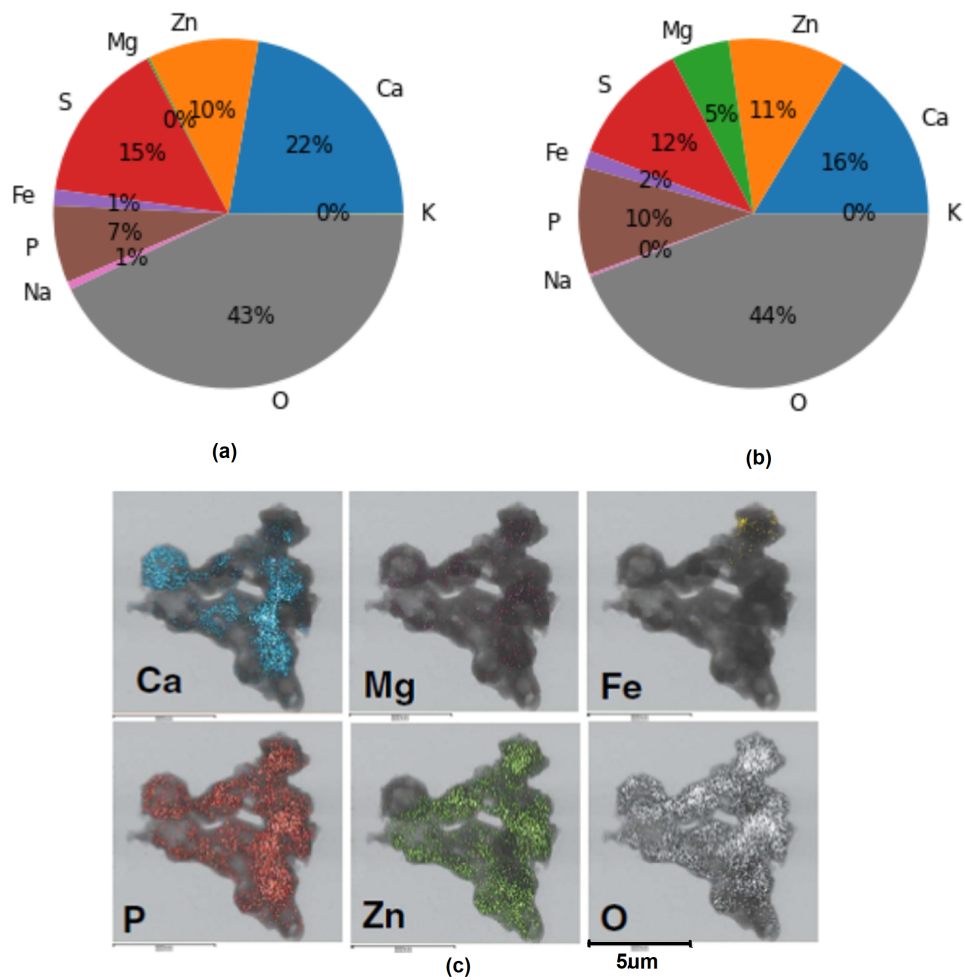 Zn
Mg
Ca
S
10%
0%
22%
15%
Fe
1%
0%
K
P
7%
1%
Na
43%
O
(a)
Zn
Mg
Ca
S
11%
5%
12%
16%
Fe
2%
0%
K
P
10%
0%
Na
44%
O
(b)
Ca
Mg
Fe
P
Zn
O
5µm
(c)